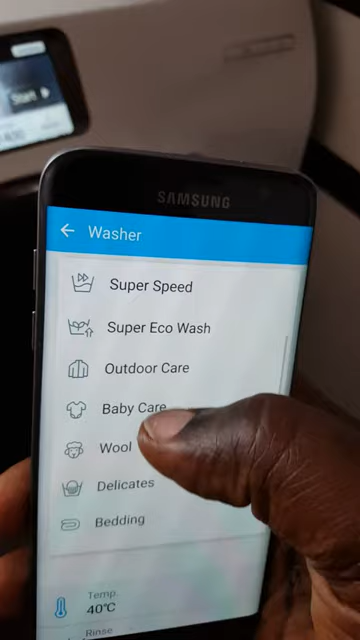 Start
SAMSUNG
Washer
Super Speed
Super Eco Wash
Outdoor Care
Baby Care
Wool
Delicates
Bedding
Temp.
40°C
Rinse